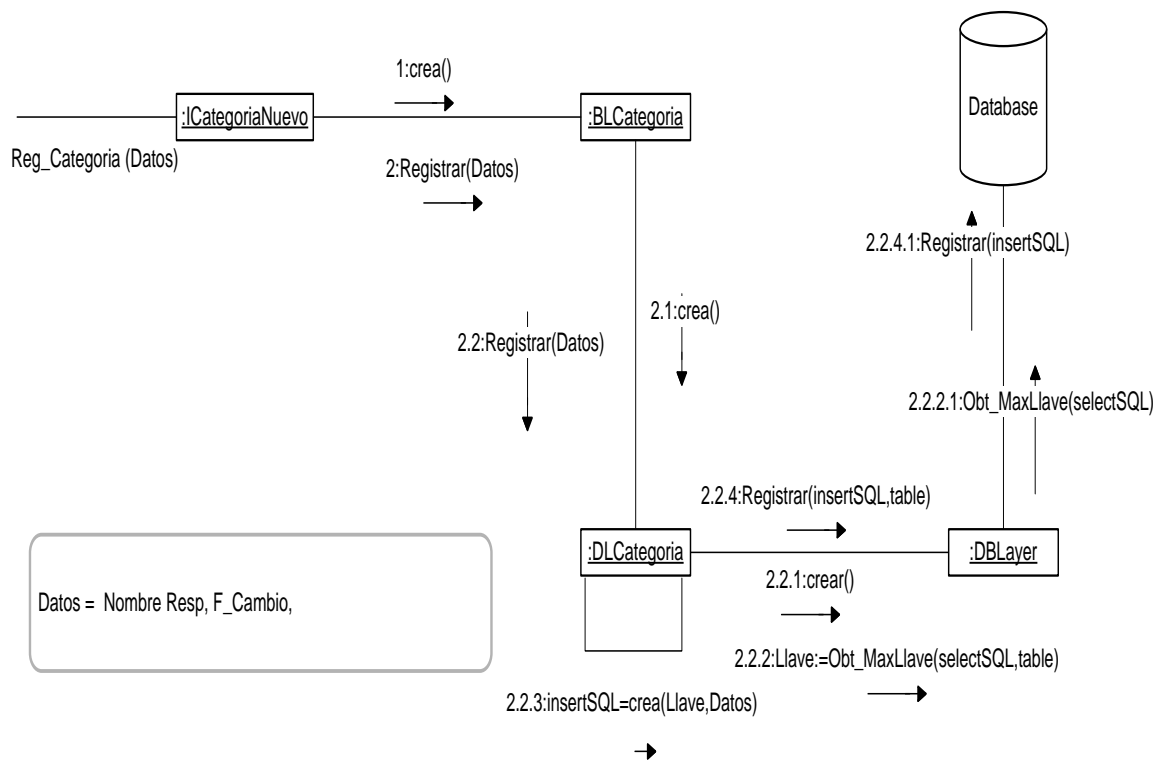 1:crea()
:ICategoriaNuevo
:BLCategoria
Database
Reg_Categoria (Datos)
2:Registrar(Datos)
2.2.4.1:Registrar(insertSQL)
2.1:crea()
2.2:Registrar(Datos)
2.2.2.1:Obt_MaxLlave(selectSQL)
2.2.4:Registrar(insertSQL,table)
:DLCategoria
:DBLayer
2.2.1:crear()
Datos = Nombre Resp, F_Cambio,
2.2.2:Llave:=Obt_MaxLlave(selectSQL,table)
2.2.3:insertSQL=crea(Llave,Datos)